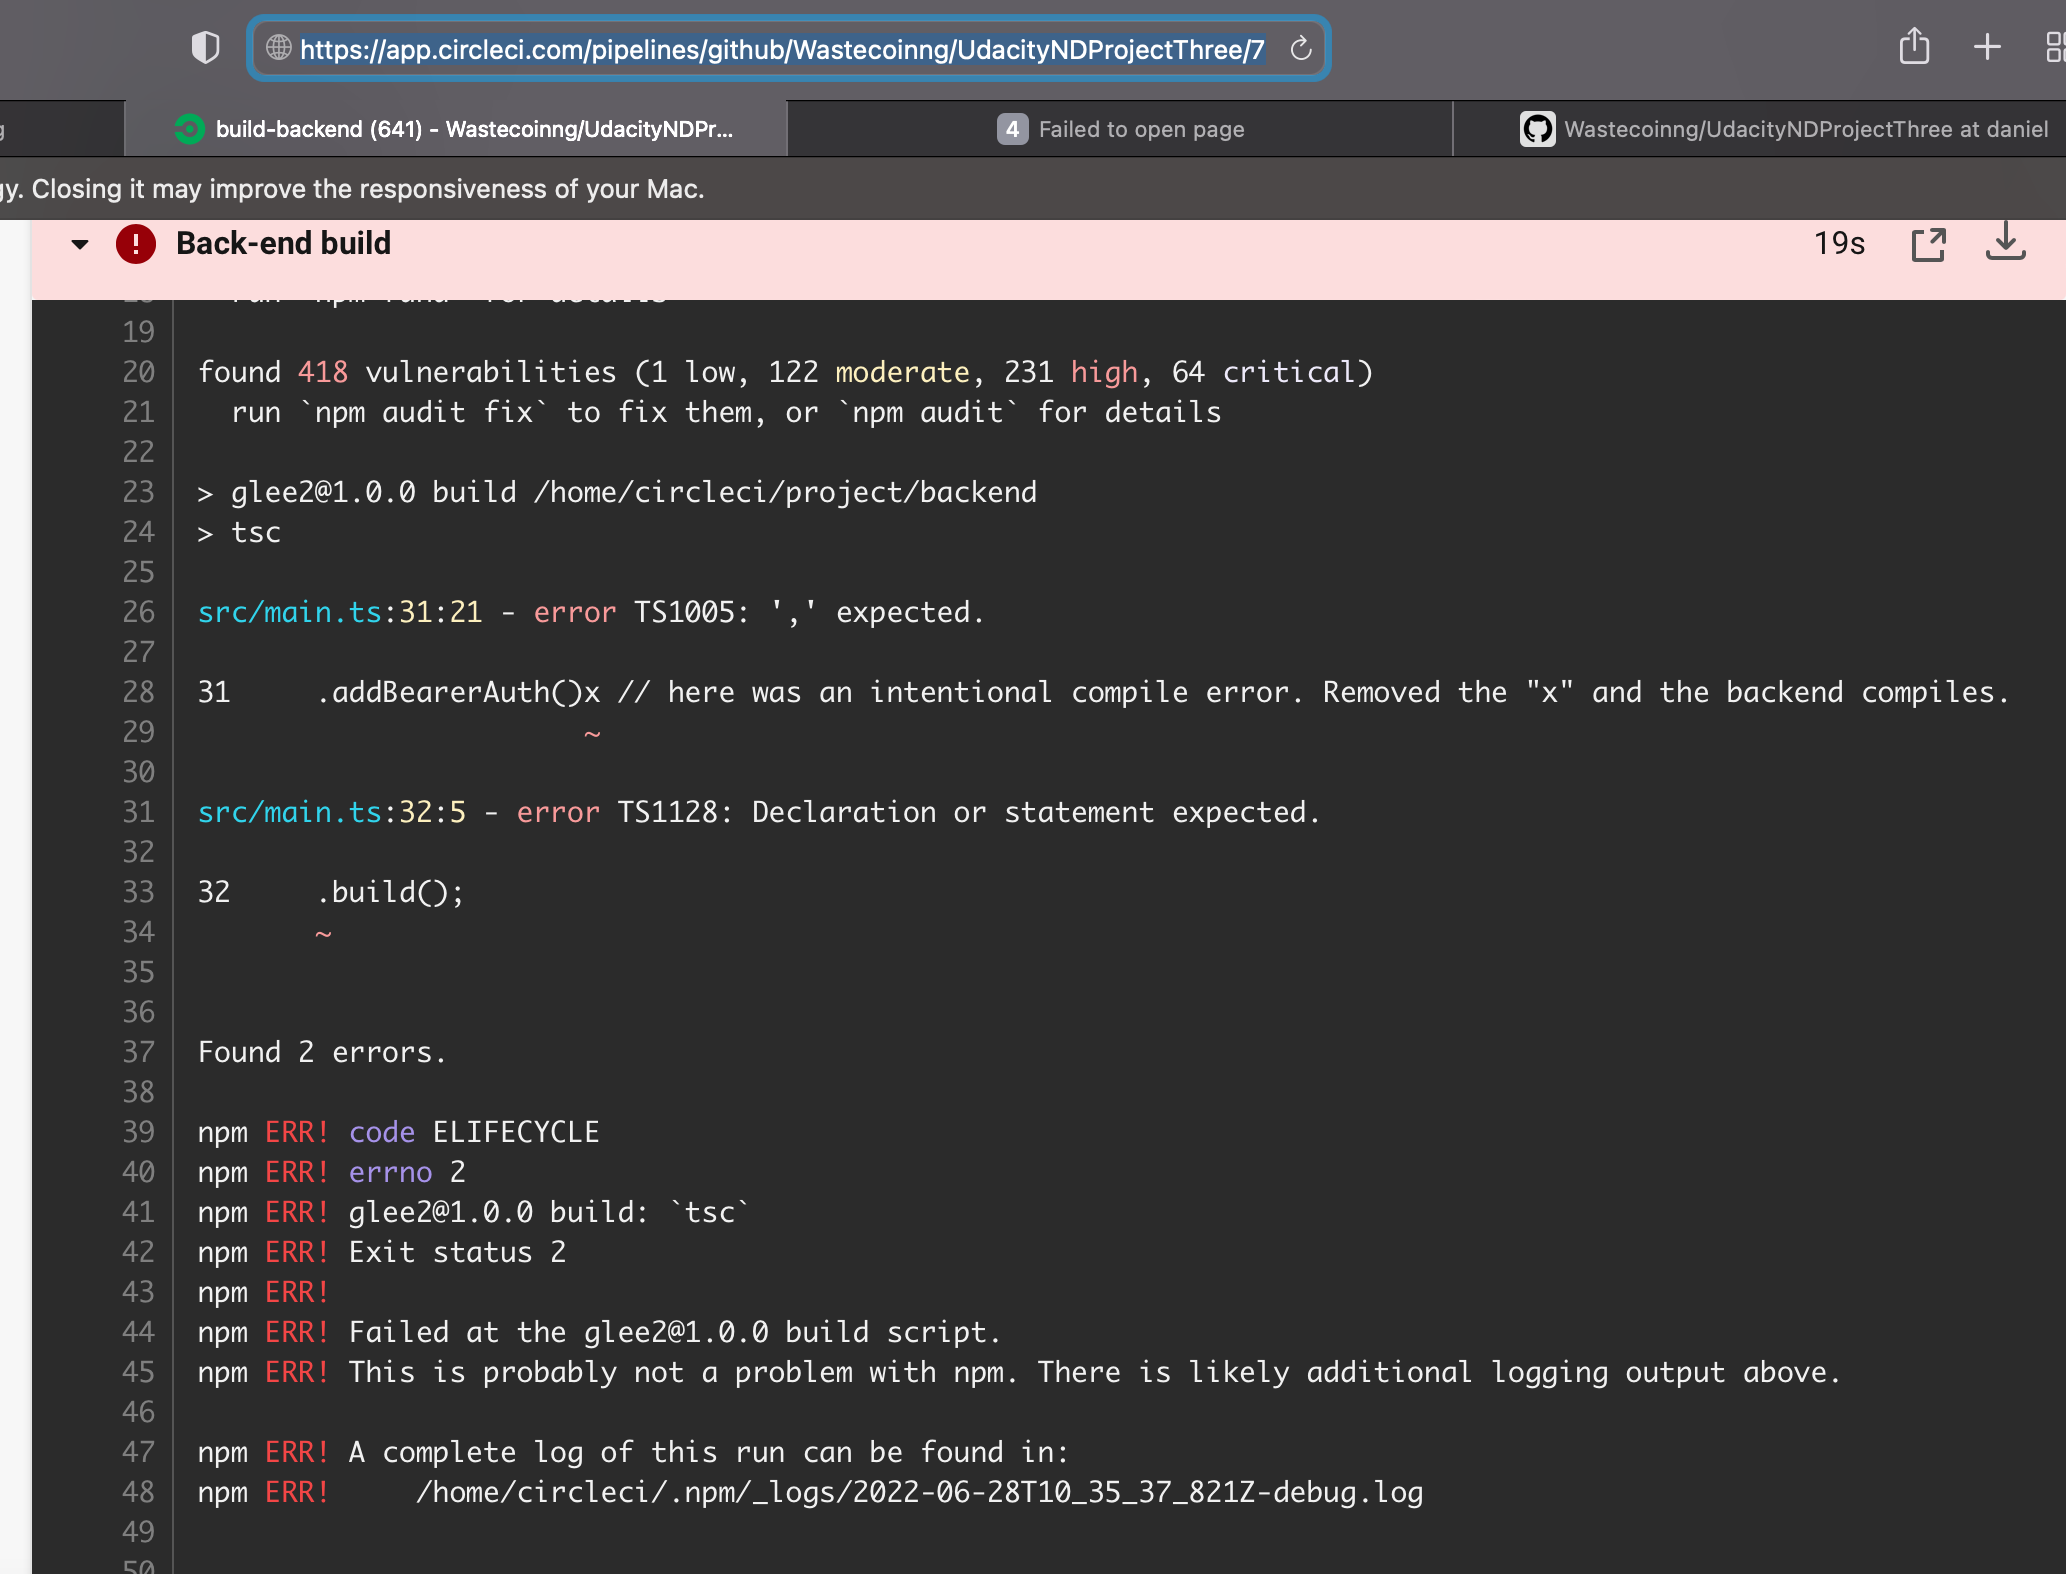 https://app.circleci.com/pipelines/github/Wastecoinng/UdacityNDProjectThree/7
g
build-backend (641) - Wastecoinng/UdacityNDPr...
4 Failed to open page
Wastecoinng/UdacityNDProjectThree at daniel
gy. Closing it may improve the responsiveness of your Mac.
Back-end build
19s
18 run `npm fund` for details
19
20 found 418 vulnerabilities (1 low, 122 moderate, 231 high, 64 critical)
21 run `npm audit fix` to fix them, or `npm audit` for details
22
23 > glee2@1.0.0 build /home/circleci/project/backend
24 > tsc
25
26 src/main.ts:31:21 - error TS1005: ',' expected.
27
28 31 .addBearerAuth()x // here was an intentional compile error. Removed the "x" and the backend compiles.
29 ~
30
31 src/main.ts:32:5 - error TS1128: Declaration or statement expected.
32
33 32 .build();
34 ~
35
36
37 Found 2 errors.
38
39 npm ERR! code ELIFECYCLE
40 npm ERR! errno 2
41 npm ERR! glee2@1.0.0 build: `tsc`
42 npm ERR! Exit status 2
43 npm ERR!
44 npm ERR! Failed at the glee2@1.0.0 build script.
45 npm ERR! This is probably not a problem with npm. There is likely additional logging output above.
46
47 npm ERR! A complete log of this run can be found in:
48 npm ERR! /home/circleci/.npm/_logs/2022-06-28T10_35_37_821Z-debug.log
49
50